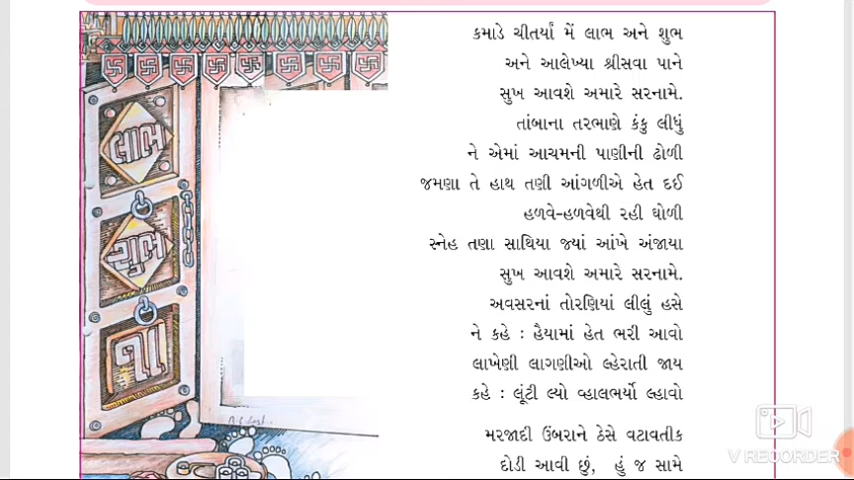 કમાડે ચીતર્યાં મેં લાભ અને શુભ
અને આલેખ્યા શ્રીસવા પાને
સુખ આવશે અમારે સરનામે.
તાંબાના તરભાણે કંકુ લીધું
ને એમાં આચમની પાણીની ઢોળી
જમણા તે હાથ તણી આંગળીએ હેત દઈ
હળવે-હળવેથી રહી ઘોળી
સ્નેહ તણા સાથિયા જ્યાં આંખે અંજાયા
સુખ આવશે અમારે સરનામે.
અવસરનાં તોરણિયાં લીલું હસે
ને કહે : હૈયામાં હેત ભરી આવો
લાખેણી લાગણીઓ લ્હેરાતી જાય
કહે : લૂંટી લ્યો વ્હાલભર્યો લ્હાવો
મરજાદી ઉંબરાને ઠેસે વટાવતીક
દોડી આવી છું, હું જ સામે
લાભ
શુભ
V RECORDER